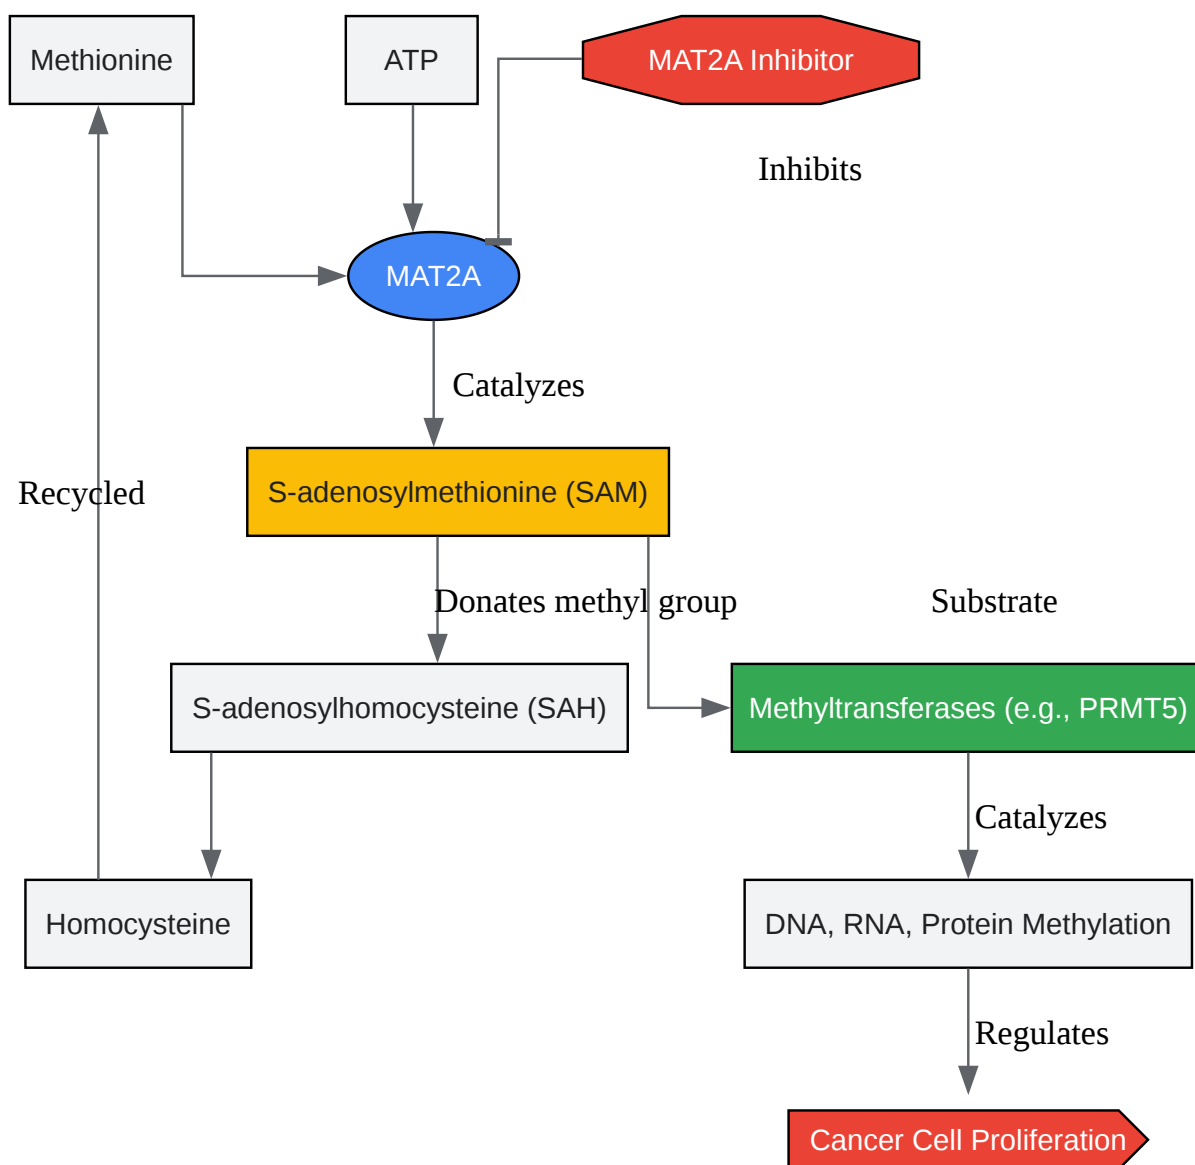 Methionine
ATP
MAT2A Inhibitor
Inhibits
MAT2A
Catalyzes
S-adenosylmethionine (SAM)
Recycled
Donates methyl group
Substrate
S-adenosylhomocysteine (SAH)
Methyltransferases (e.g., PRMT5)
Catalyzes
Homocysteine
DNA, RNA, Protein Methylation
Regulates
Cancer Cell Proliferation